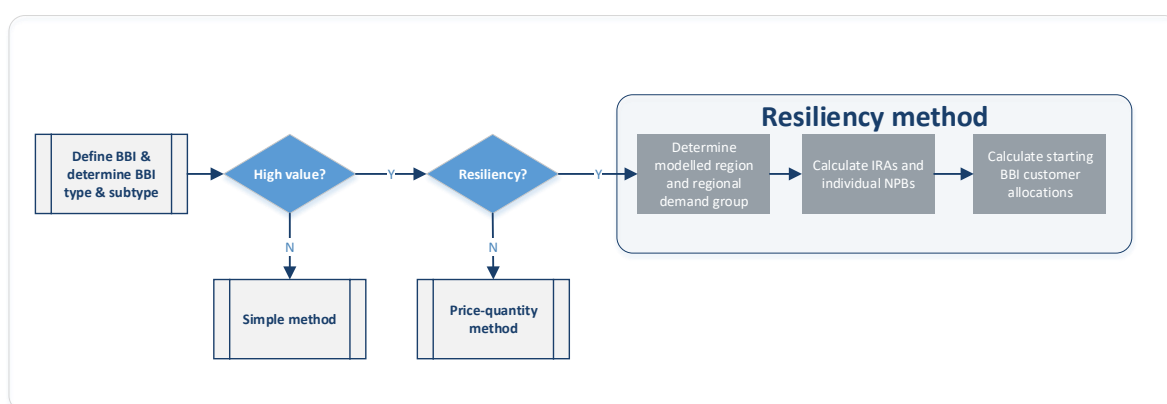 Define BBI &
determine BBI
type & subtype
High value?
Y
Resiliency?
Y
Resiliency method
Determine
modelled region
and regional
demand group
Calculate IRAs and
individual NPBs
Calculate starting
BBI customer
allocations
N
N
Simple method
Price-quantity
method